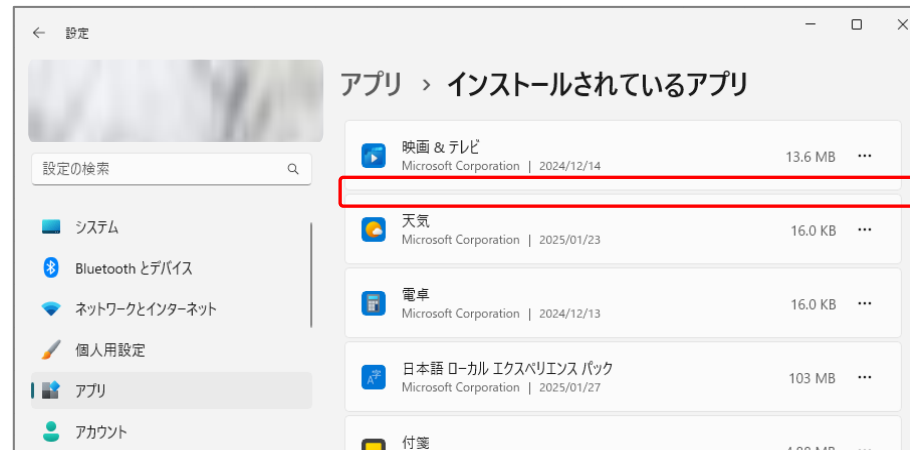 設定
アプリ › インストールされているアプリ
設定の検索
システム
Bluetooth とデバイス
ネットワークとインターネット
個人用設定
アプリ
アカウント
映画 & テレビ
Microsoft Corporation | 2024/12/14
13.6 MB
天気
Microsoft Corporation | 2025/01/23
16.0 KB
電卓
Microsoft Corporation | 2024/12/13
16.0 KB
日本語 ローカル エクスペリエンス パック
Microsoft Corporation | 2025/01/27
103 MB
付箋